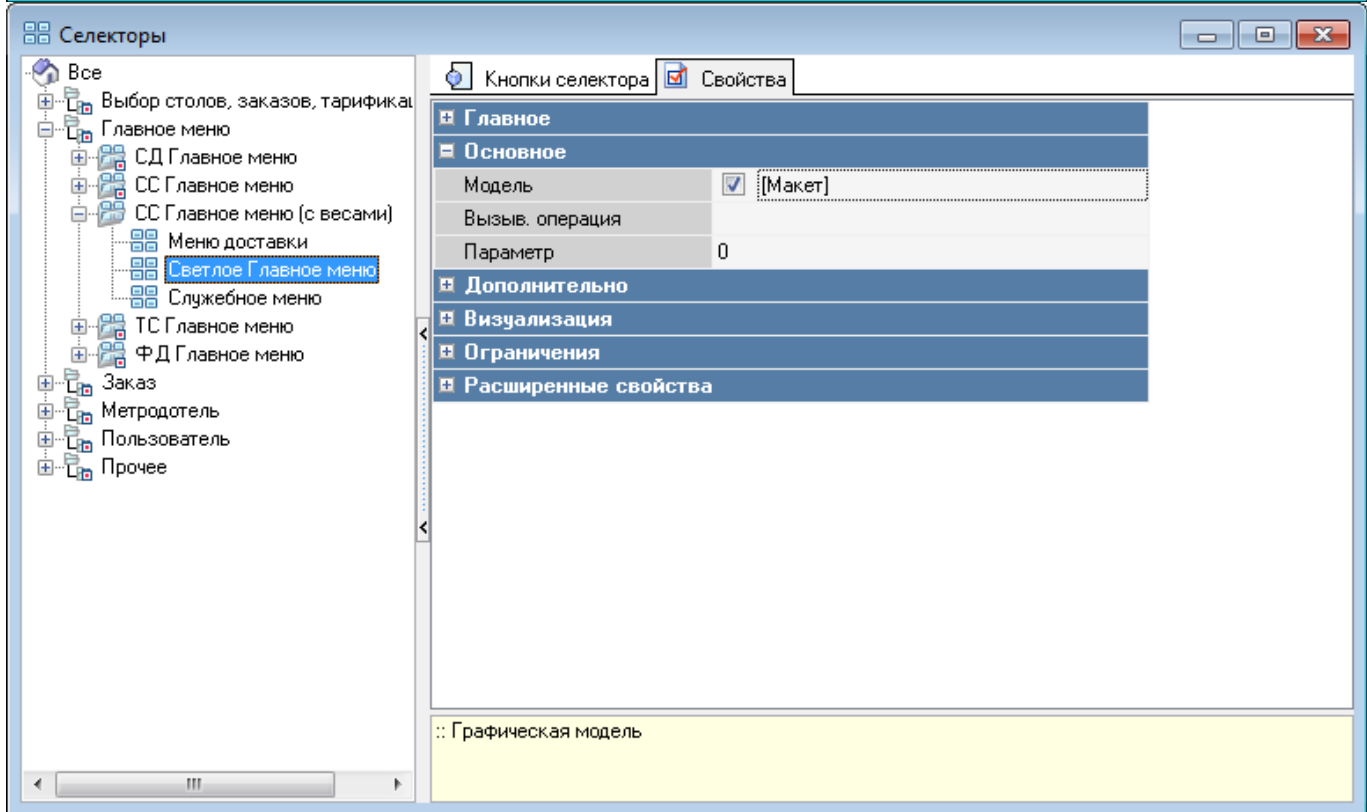 Селекторы
Все
Выбор столов, заказов, тарификац
Главное меню
СД Главное меню
СС Главное меню
СС Главное меню (с весами)
Меню доставки
Светлое Главное меню
Служебное меню
ТС Главное меню
ФД Главное меню
Заказ
Метродотель
Пользователь
Прочее
Кнопки селектора
Свойства
Главное
Основное
Модель [Макет]
Вызыв. операция
Параметр 0
Дополнительно
Визуализация
Ограничения
Расширенные свойства
:: Графическая модель